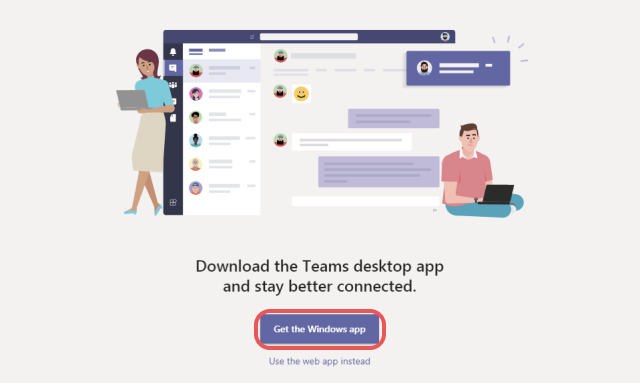 Download the Teams desktop app
and stay better connected.
Get the Windows app
Use the web app instead